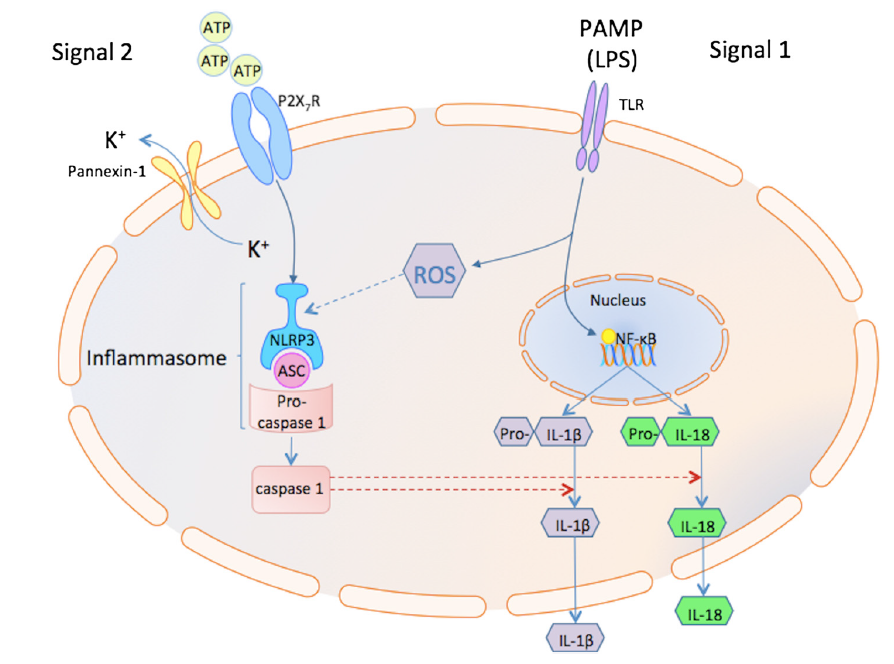 Signal 2
ATP
ATP
ATP
PAMP
(LPS)
Signal 1
P2X₇R
TLR
K⁺
Pannexin-1
K⁺
ROS
Nucleus
NF-κB
Inflammasome
NLRP3
ASC
Pro-
caspase 1
Pro- IL-1β
Pro- IL-18
caspase 1
IL-1β
IL-18
IL-18
IL-1β